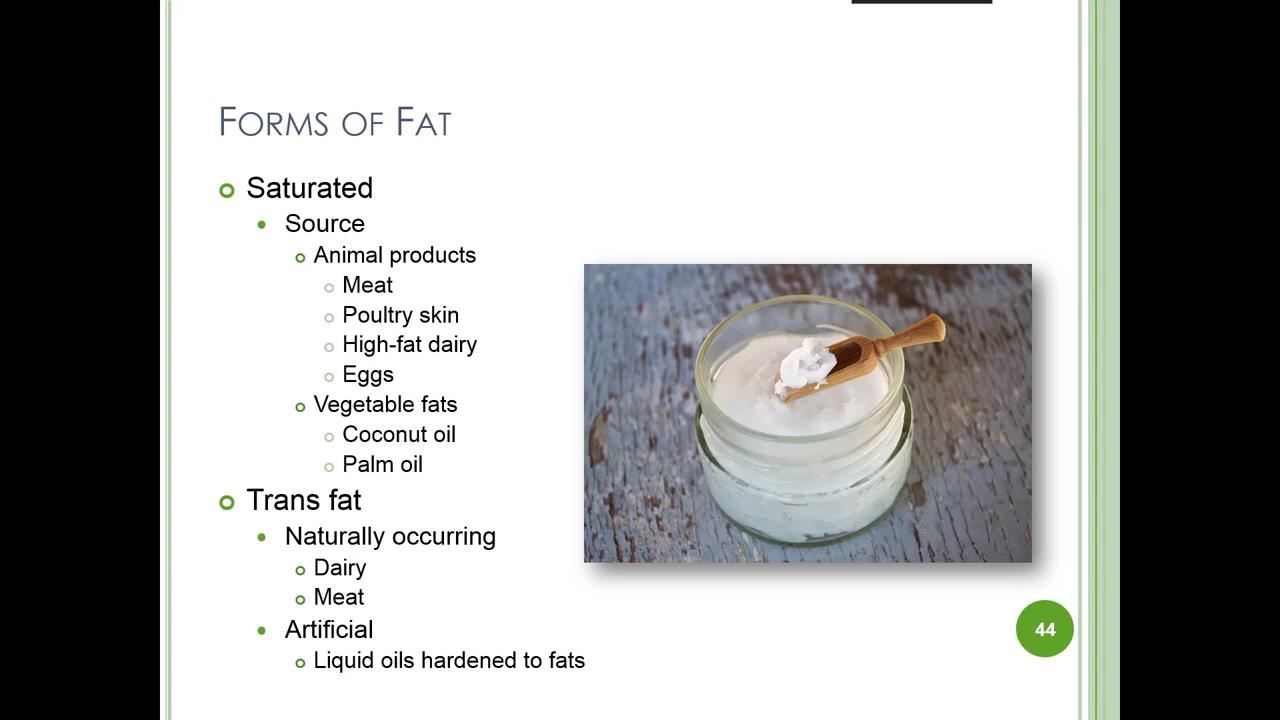 Forms of Fat
Saturated
Source
Animal products
Meat
Poultry skin
High-fat dairy
Eggs
Vegetable fats
Coconut oil
Palm oil
Trans fat
Naturally occurring
Dairy
Meat
Artificial
Liquid oils hardened to fats
44